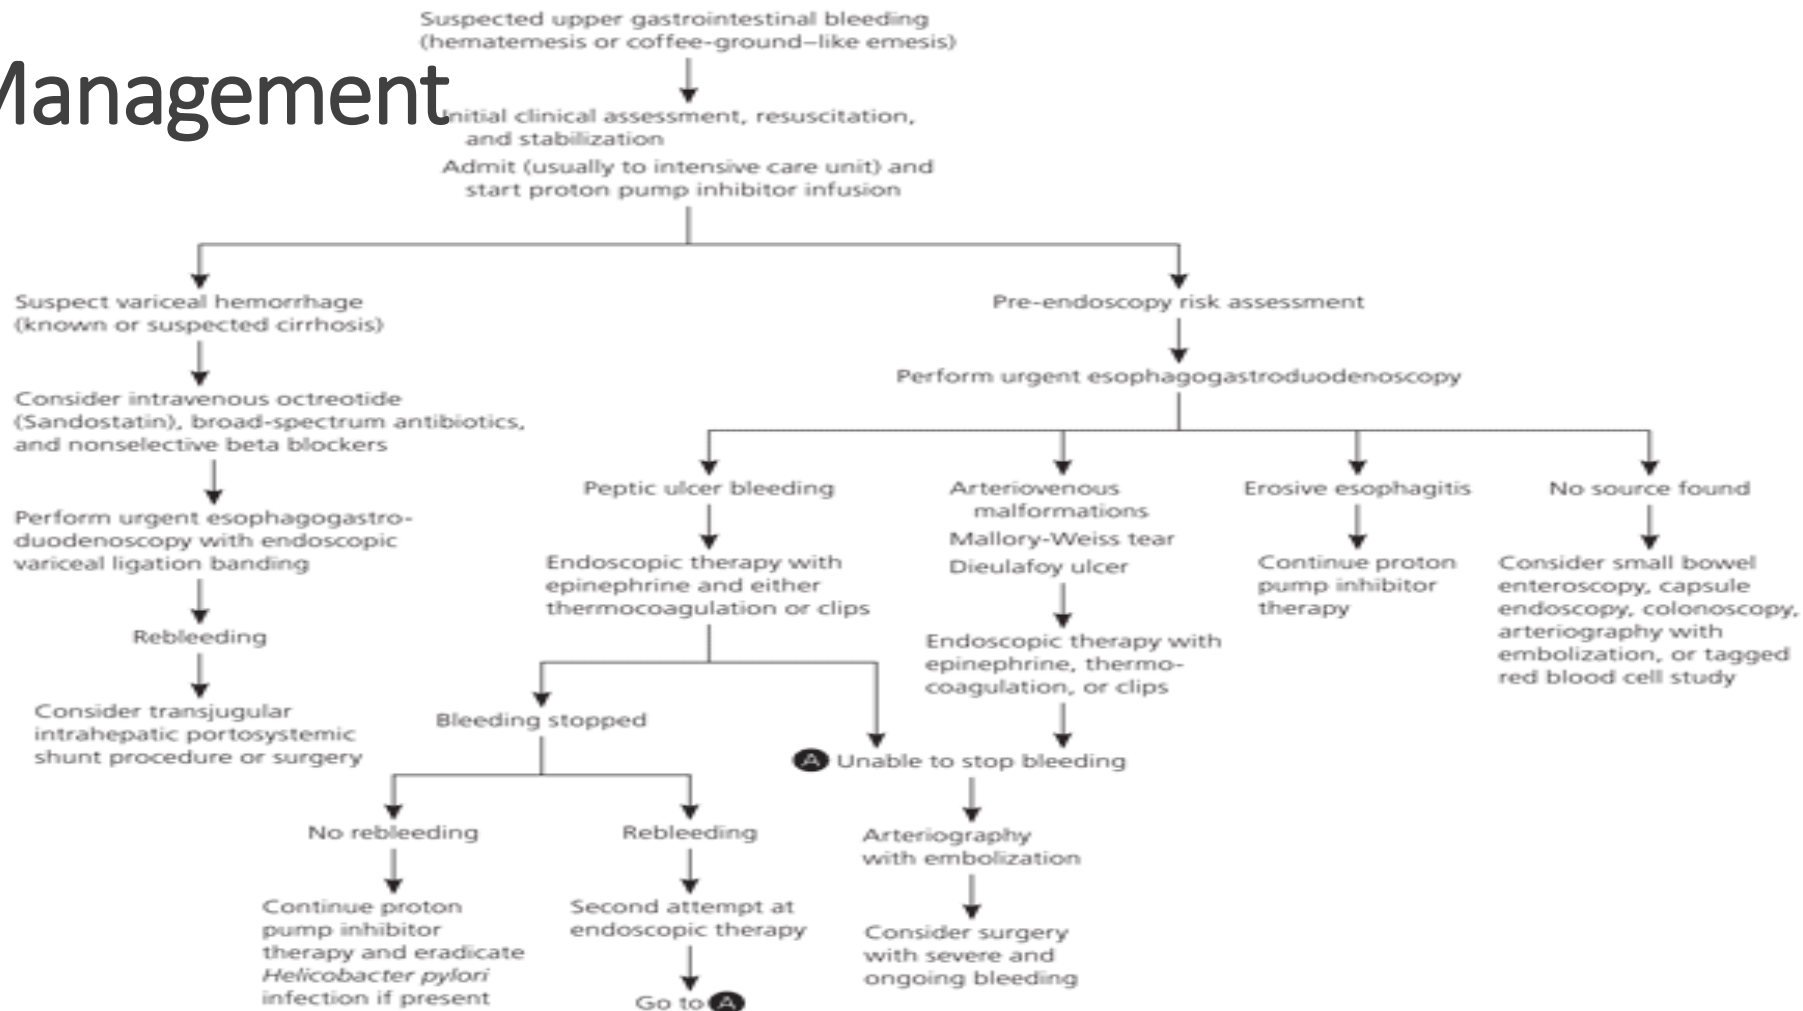 Management
Suspected upper gastrointestinal bleeding
(hematemesis or coffee-ground–like emesis)
Initial clinical assessment, resuscitation,
and stabilization
Admit (usually to intensive care unit) and
start proton pump inhibitor infusion
Suspect variceal hemorrhage
(known or suspected cirrhosis)
Consider intravenous octreotide
(Sandostatin), broad-spectrum antibiotics,
and nonselective beta blockers
Perform urgent esophagogastro-
duodenoscopy with endoscopic
variceal ligation banding
Rebleeding
Consider transjugular
intrahepatic portosystemic
shunt procedure or surgery
Pre-endoscopy risk assessment
Perform urgent esophagogastroduodenoscopy
Peptic ulcer bleeding
Endoscopic therapy with
epinephrine and either
thermocoagulation or clips
Bleeding stopped
No rebleeding
Continue proton
pump inhibitor
therapy and eradicate
Helicobacter pylori
infection if present
Rebleeding
Second attempt at
endoscopic therapy
Go to A
Arteriovenous
malformations
Mallory-Weiss tear
Dieulafoy ulcer
Endoscopic therapy with
epinephrine, thermo-
coagulation, or clips
A Unable to stop bleeding
Arteriography
with embolization
Consider surgery
with severe and
ongoing bleeding
Erosive esophagitis
Continue proton
pump inhibitor
therapy
No source found
Consider small bowel
enteroscopy, capsule
endoscopy, colonoscopy,
arteriography with
embolization, or tagged
red blood cell study